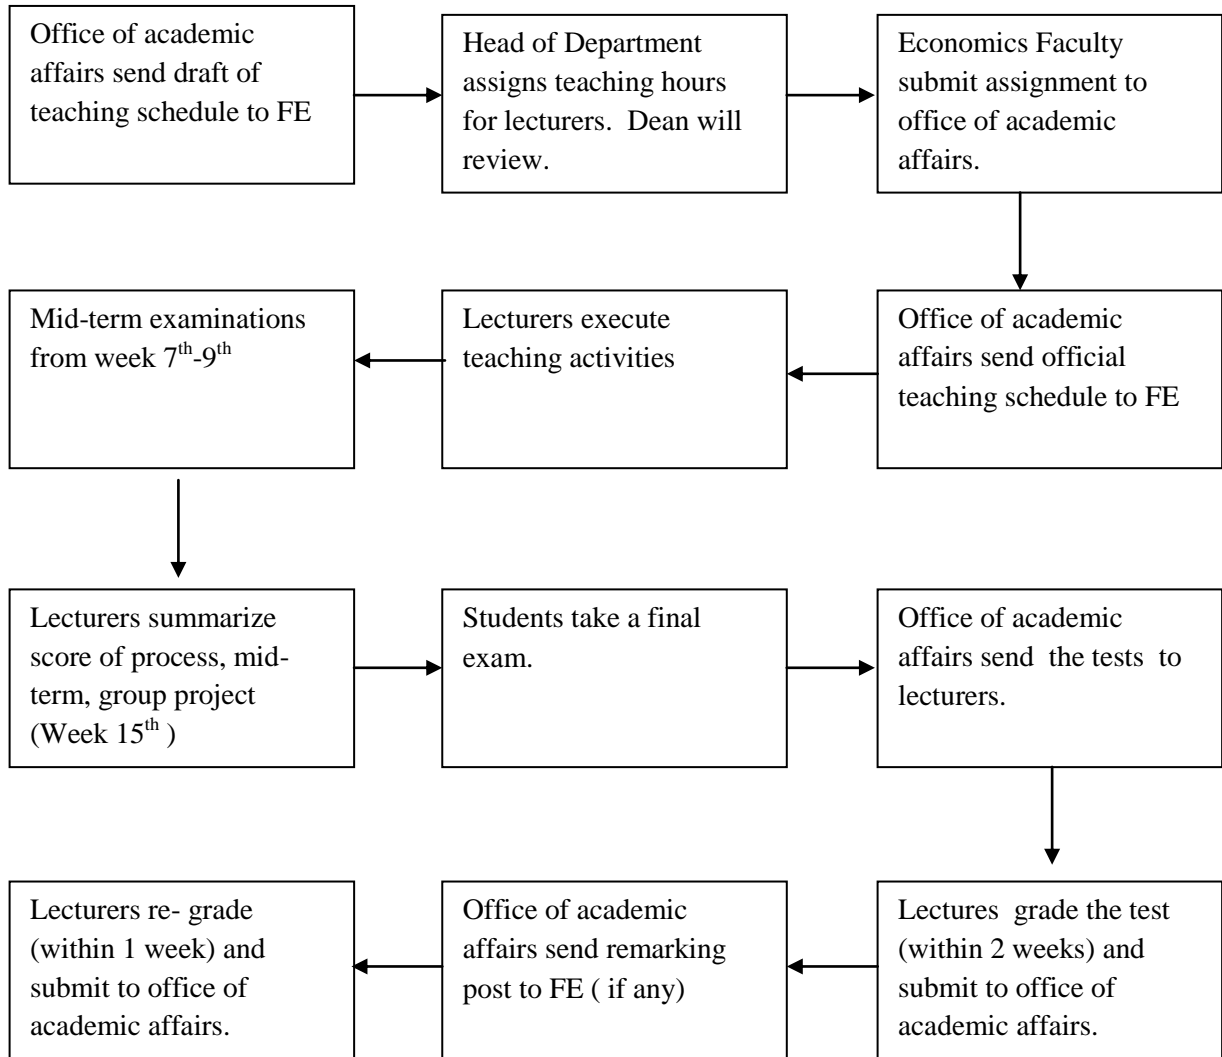 Office of academic
affairs send draft of
teaching schedule to FE
Head of Department
assigns teaching hours
for lecturers. Dean will
review.
Economics Faculty
submit assignment to
office of academic
affairs.
Office of academic
affairs send official
teaching schedule to FE
Lecturers execute
teaching activities
Mid-term examinations
from week 7th-9th
Lecturers summarize
score of process, mid-
term, group project
(Week 15th )
Students take a final
exam.
Office of academic
affairs send the tests to
lecturers.
Lectures grade the test
(within 2 weeks) and
submit to office of
academic affairs.
Office of academic
affairs send remarking
post to FE ( if any)
Lecturers re- grade
(within 1 week) and
submit to office of
academic affairs.